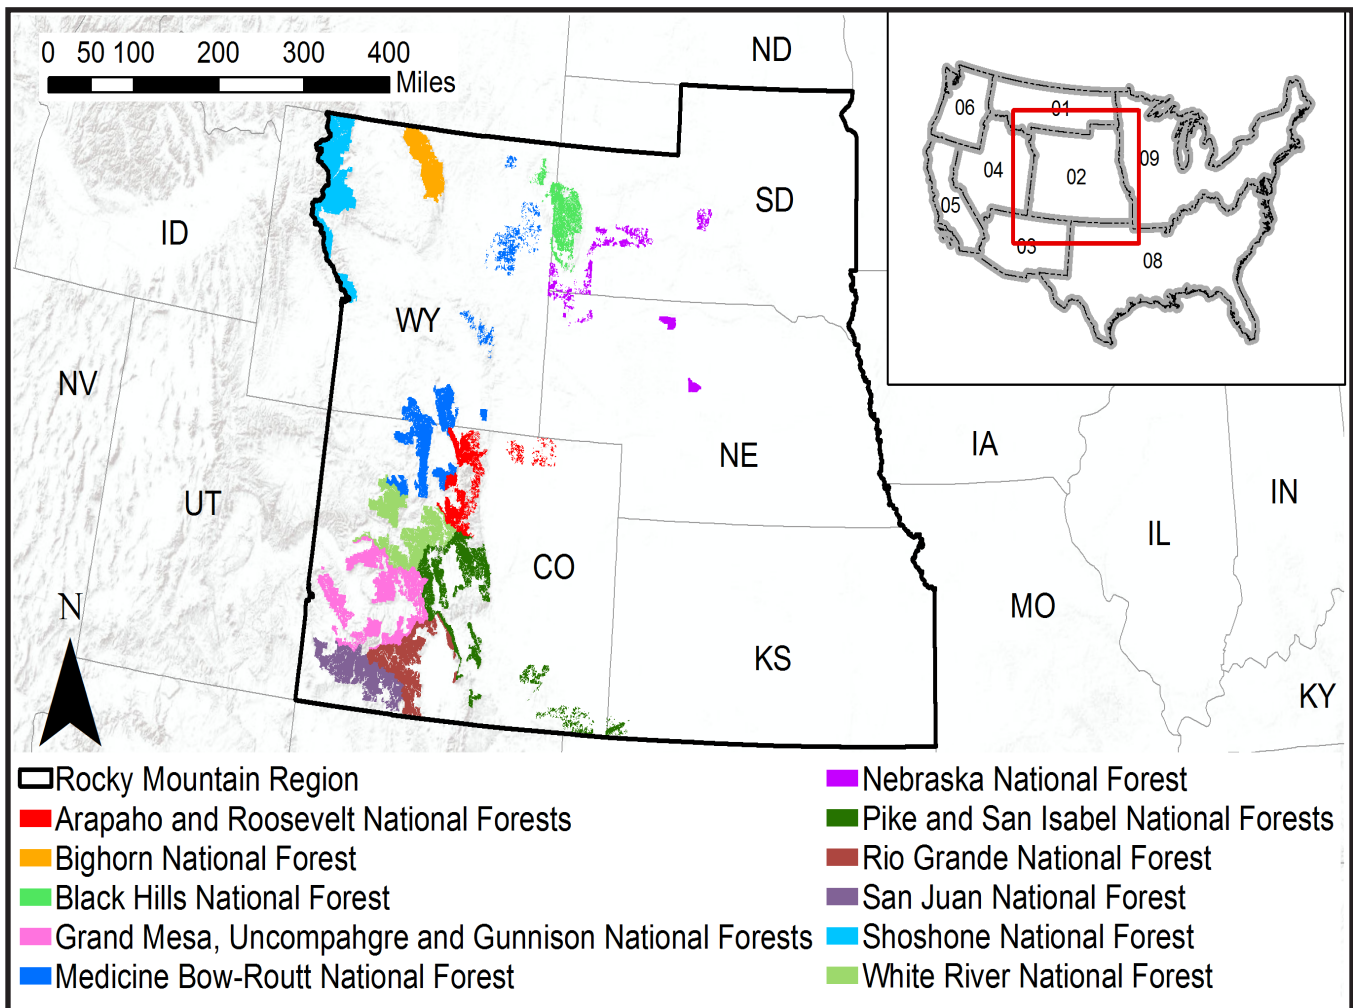 0 50 100 200 300 400
Miles
ND
SD
ID
WY
NV
UT
NE
IA
CO
IL
IN
MO
KS
KY
N
06
01
09
04
02
05
03
08
Rocky Mountain Region
Arapaho and Roosevelt National Forests
Bighorn National Forest
Black Hills National Forest
Grand Mesa, Uncompahgre and Gunnison National Forests
Medicine Bow-Routt National Forest
Nebraska National Forest
Pike and San Isabel National Forests
Rio Grande National Forest
San Juan National Forest
Shoshone National Forest
White River National Forest